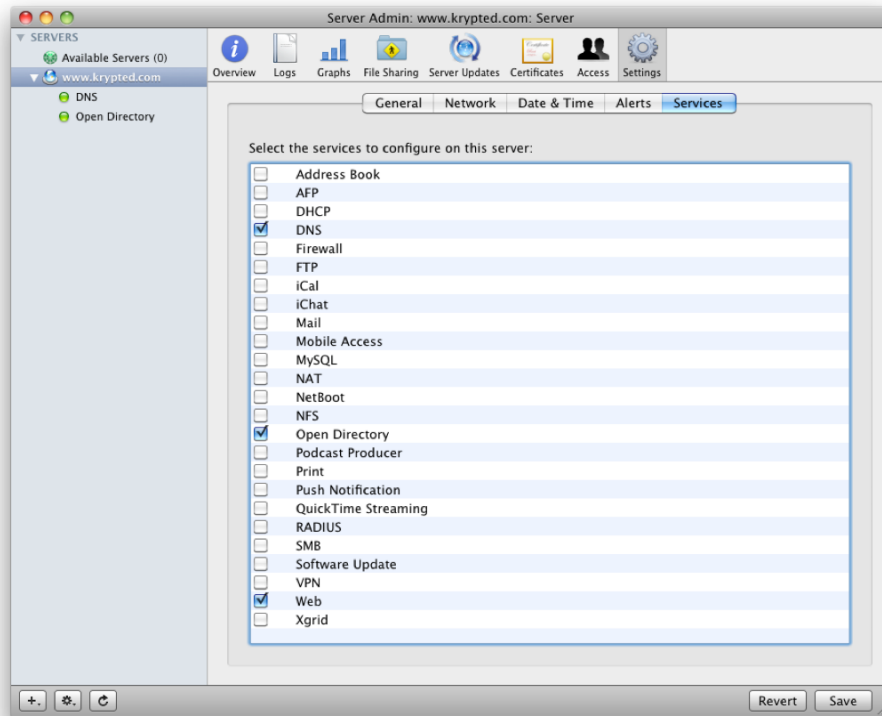 Server Admin: www.krypted.com: Server
SERVERS
Available Servers (0)
www.krypted.com
DNS
Open Directory
Overview Logs Graphs File Sharing Server Updates Certificates Access Settings
General Network Date & Time Alerts Services
Select the services to configure on this server:
Address Book
AFP
DHCP
DNS
Firewall
FTP
iCal
iChat
Mail
Mobile Access
MySQL
NAT
NetBoot
NFS
Open Directory
Podcast Producer
Print
Push Notification
QuickTime Streaming
RADIUS
SMB
Software Update
VPN
Web
Xgrid
Revert Save